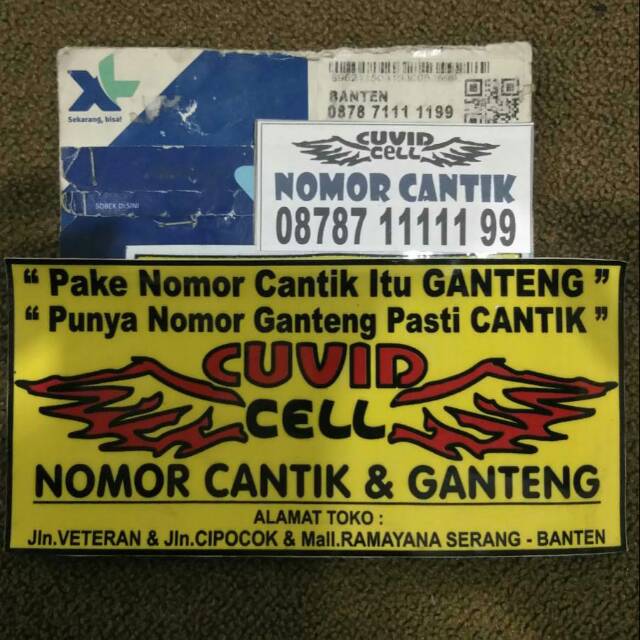 XL
Sekarang, bisa!
BANTEN
0878 7111 1199
SERANG
SOBEK DISINI
CUVID
CELL
NOMOR CANTIK
08787 11111 99
“ Pake Nomor Cantik Itu GANTENG ”
“ Punya Nomor Ganteng Pasti CANTIK ”
CUVID
CELL
NOMOR CANTIK & GANTENG
ALAMAT TOKO :
Jln.VETERAN & Jln.CIPOCOK & Mall.RAMAYANA SERANG - BANTEN